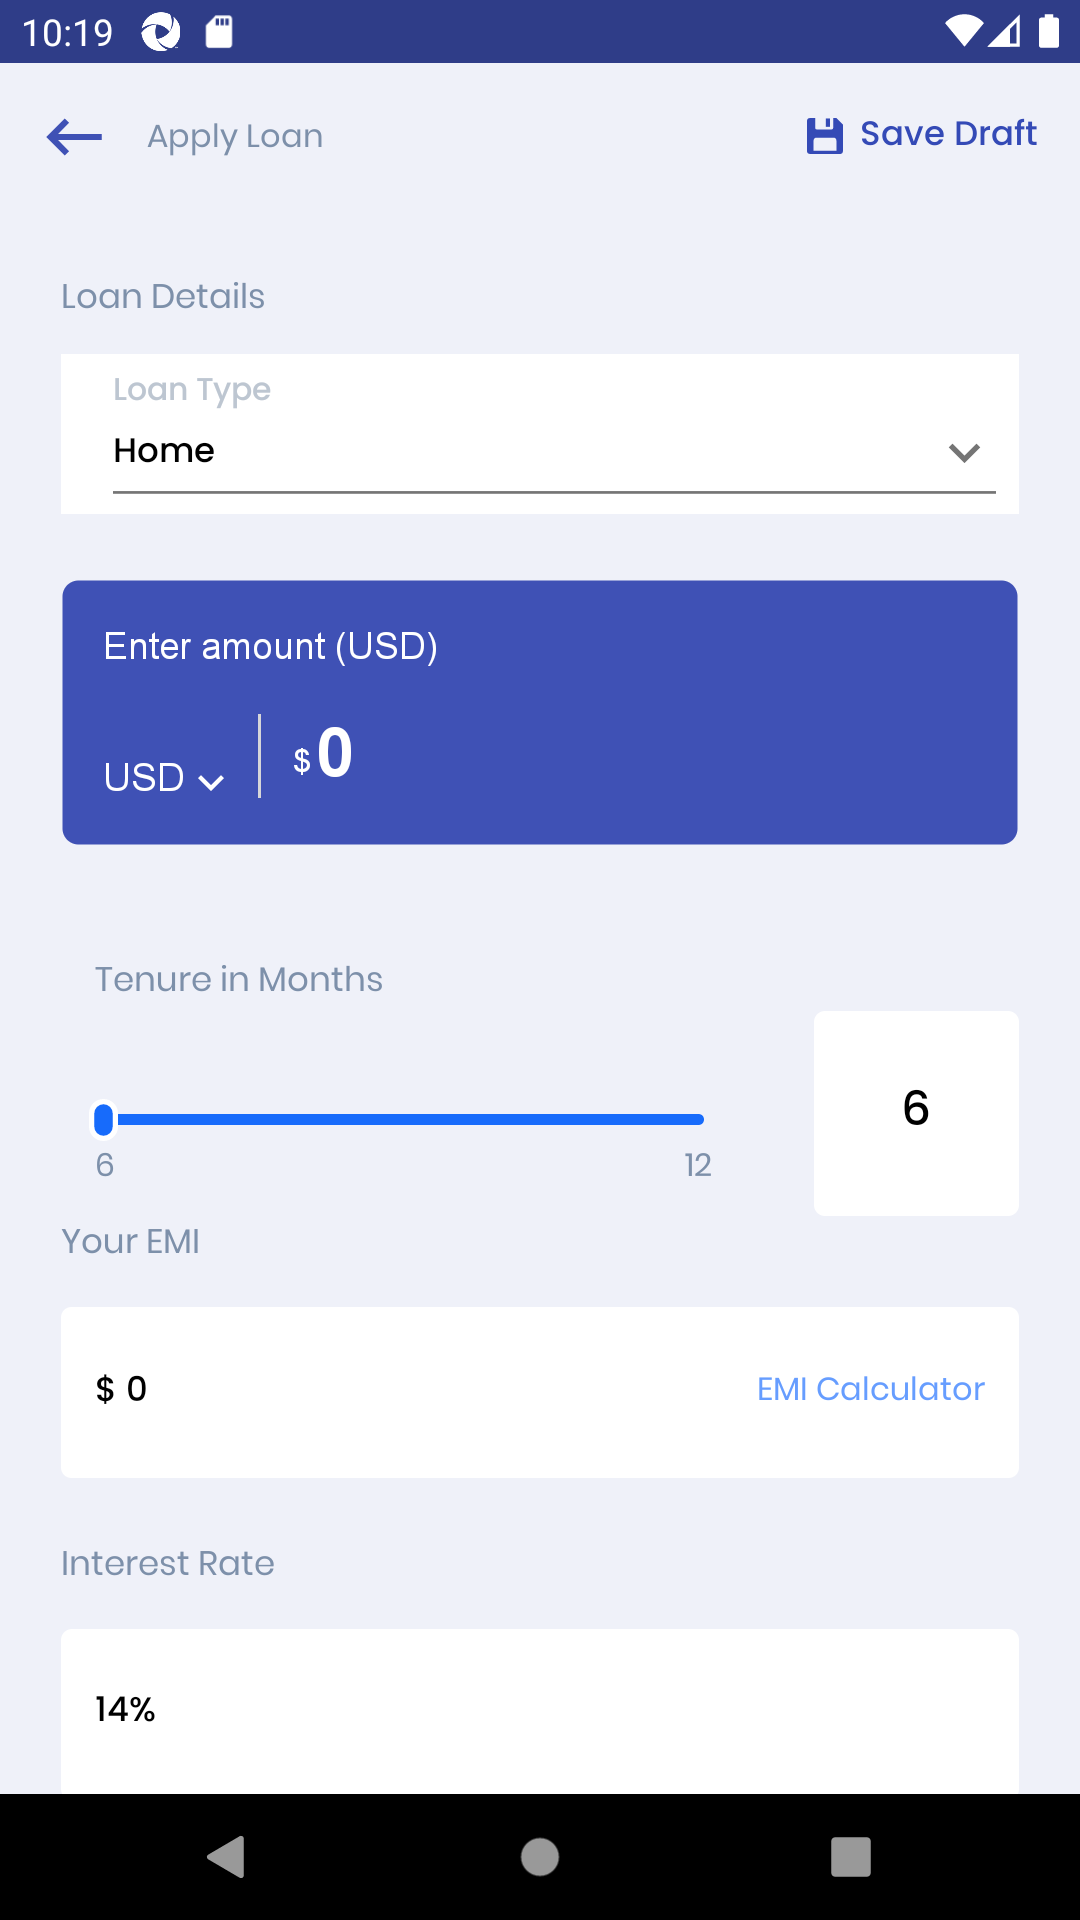 10:19
Apply Loan
Save Draft
Loan Details
Loan Type
Home
Enter amount (USD)
USD
$0
Tenure in Months
6
6 12
Your EMI
$ 0
EMI Calculator
Interest Rate
14%